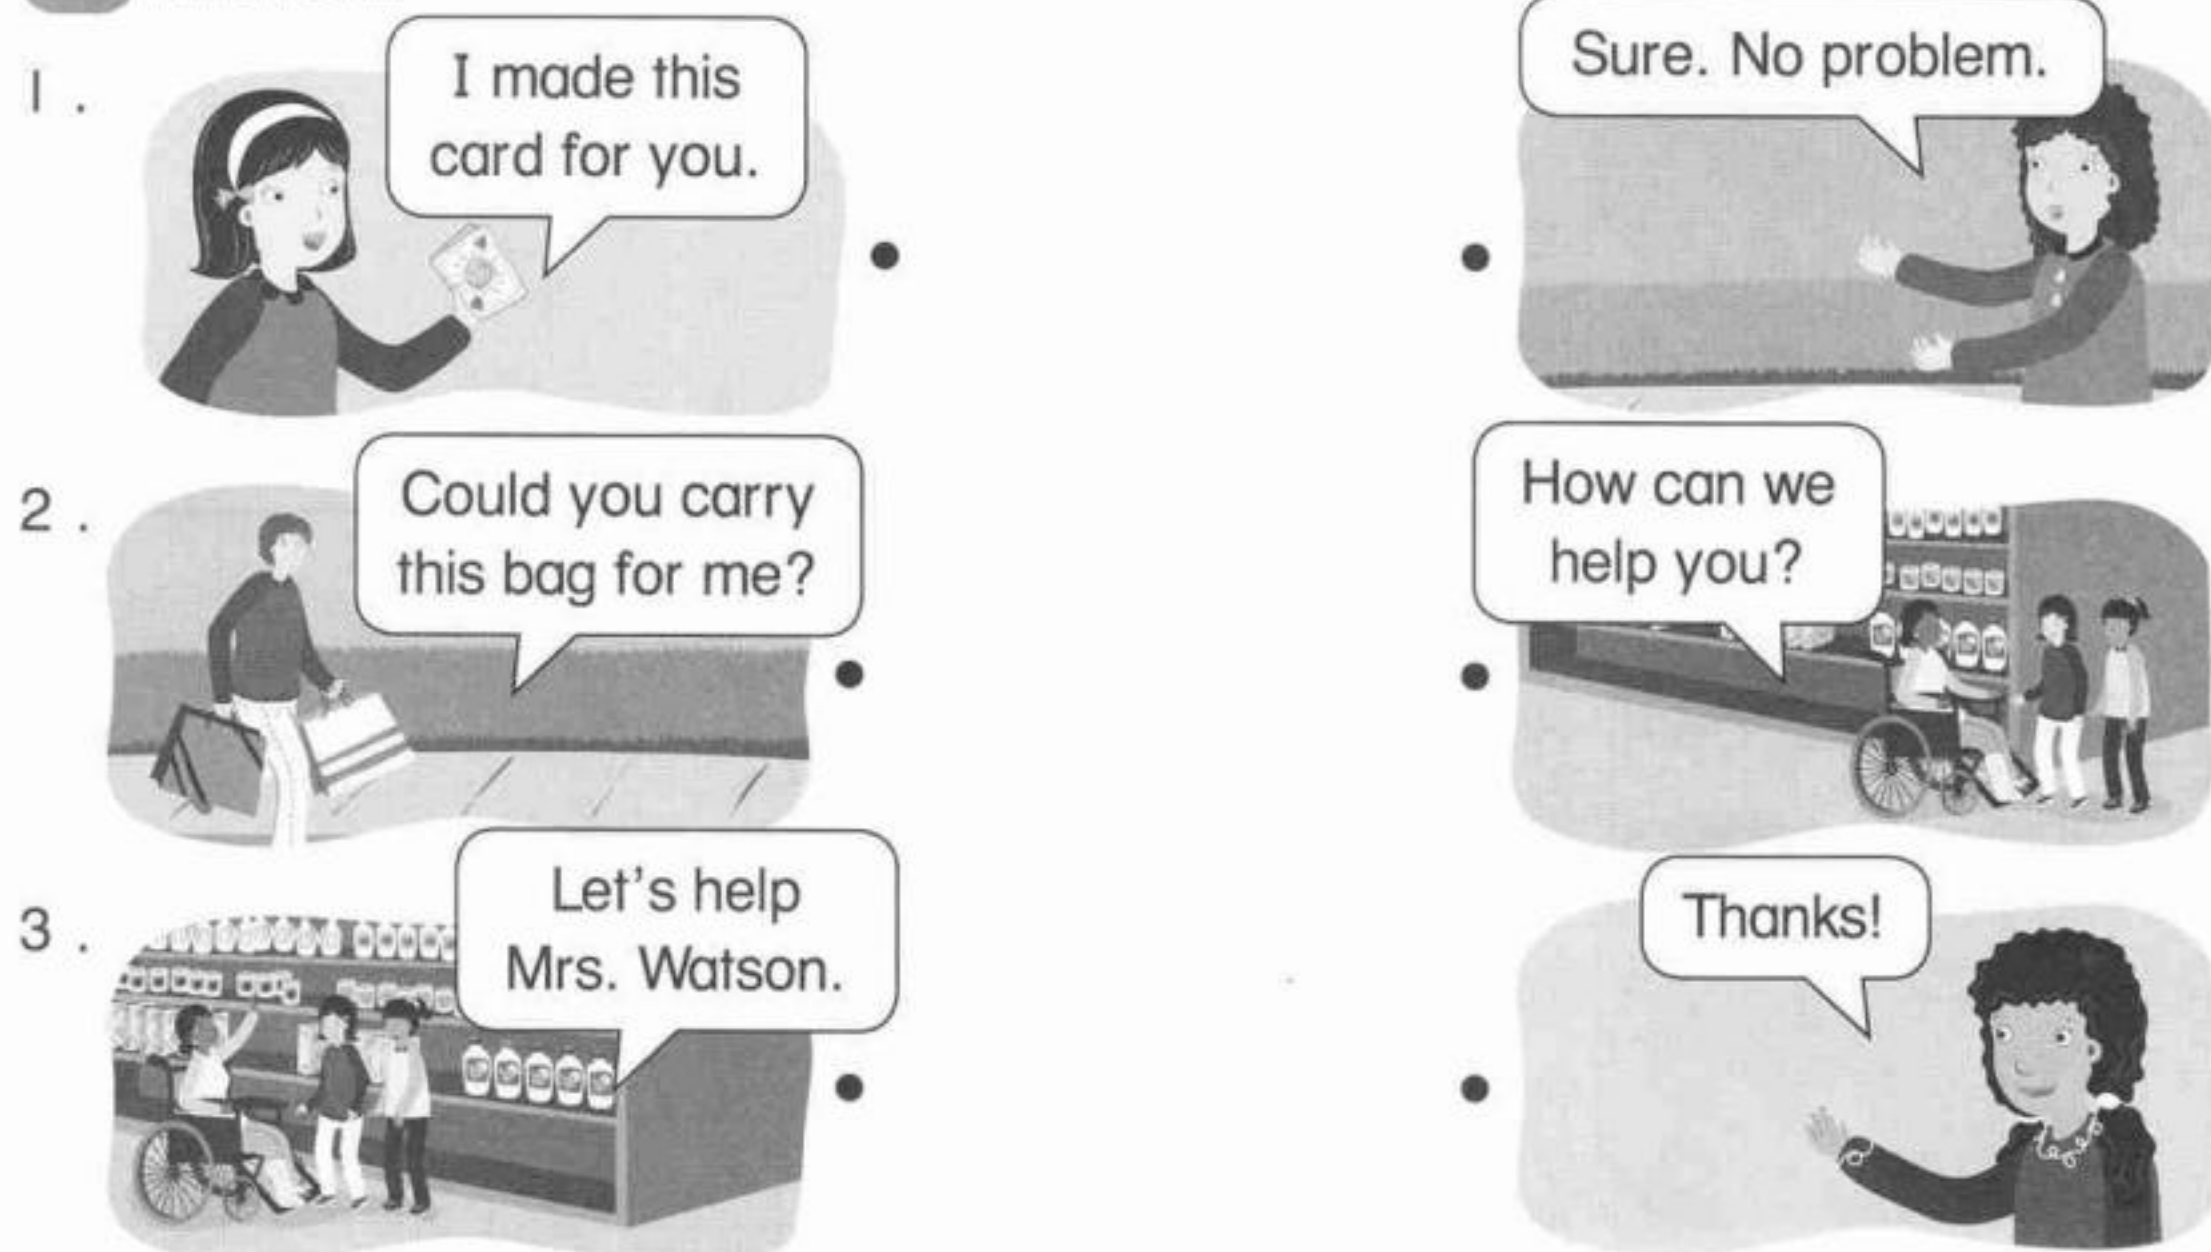 1 .
I made this
card for you.
Sure. No problem.
2 .
Could you carry
this bag for me?
How can we
help you?
3 .
Let's help
Mrs. Watson.
Thanks!